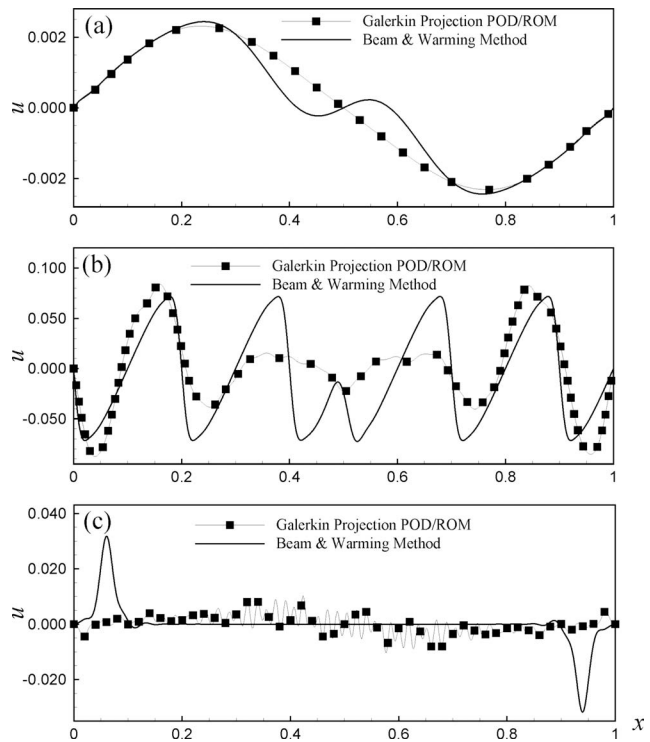 (a)
Galerkin Projection POD/ROM
Beam & Warming Method
0.002
0.000
-0.002
u
0 0.2 0.4 0.6 0.8 1
(b)
Galerkin Projection POD/ROM
Beam & Warming Method
0.100
0.050
0.000
-0.050
u
0 0.2 0.4 0.6 0.8 1
(c)
Galerkin Projection POD/ROM
Beam & Warming Method
0.040
0.020
0.000
-0.020
u
0 0.2 0.4 0.6 0.8 1
x